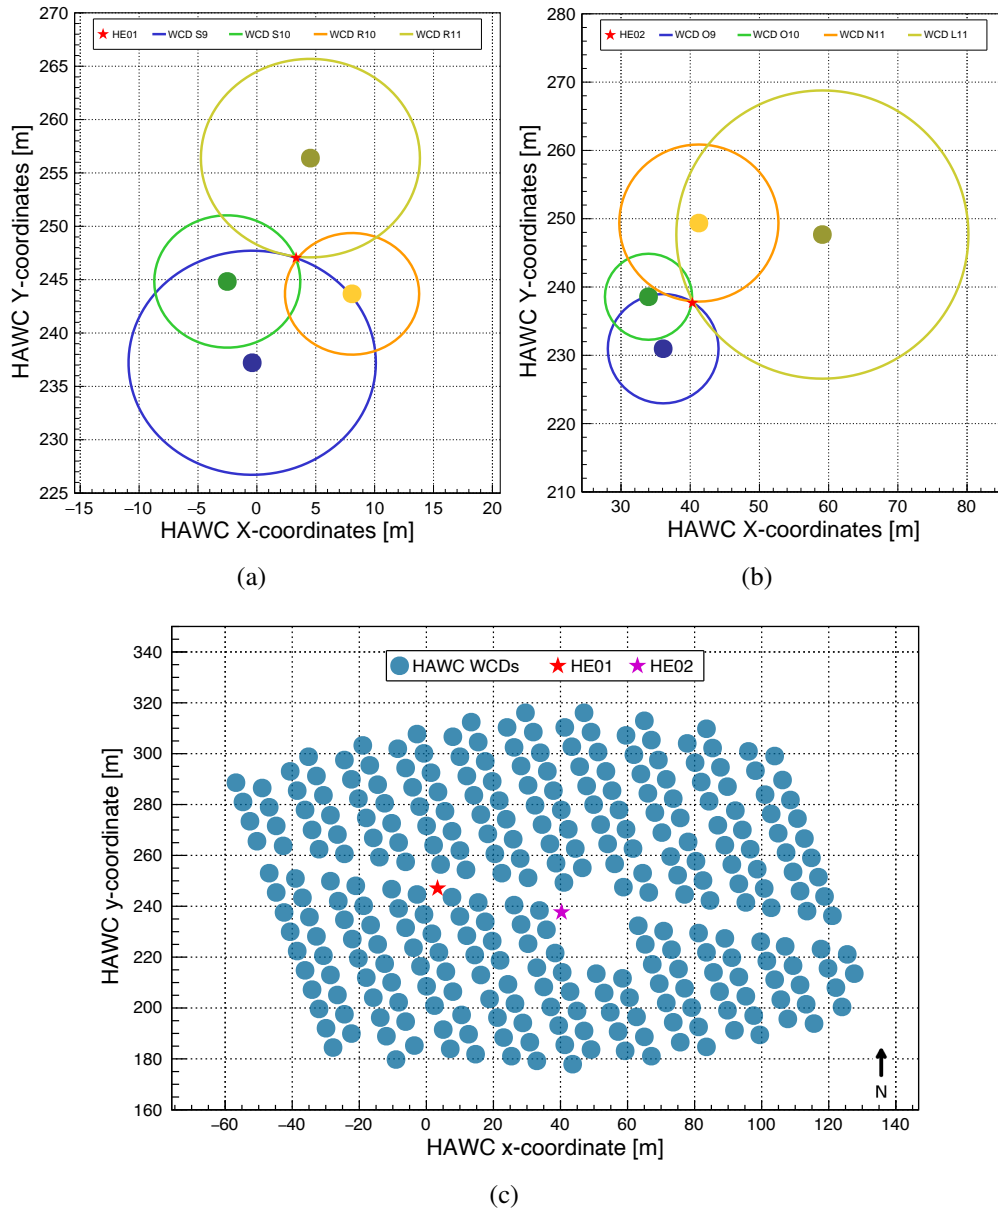 HE01 WCD S9 WCD S10 WCD R10 WCD R11
265
260
255
250
245
240
235
230
225
−15 −10 −5 0 5 10 15 20
HAWC Y-coordinates [m]
HAWC X-coordinates [m]
(a)
HE02 WCD O9 WCD O10 WCD N11 WCD L11
280
270
260
250
240
230
220
210
30 40 50 60 70 80
HAWC Y-coordinates [m]
HAWC X-coordinates [m]
(b)
HAWC WCDs HE01 HE02
340
320
300
280
260
240
220
200
180
160
−60 −40 −20 0 20 40 60 80 100 120 140
HAWC y-coordinate [m]
HAWC x-coordinate [m]
N
(c)